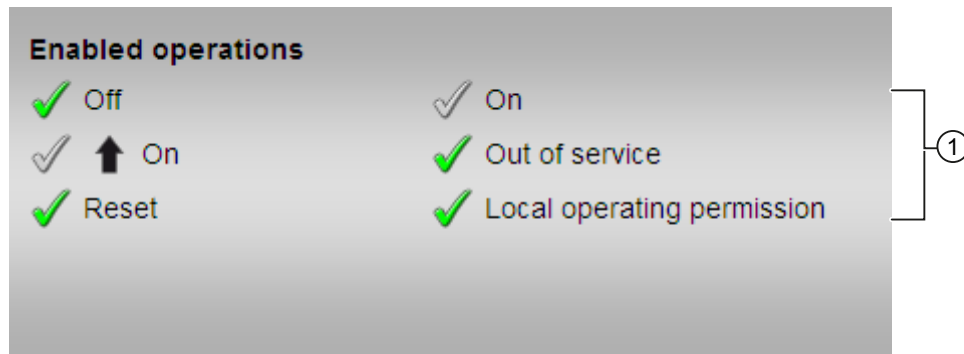 Enabled operations
Off
On
On
Out of service
Reset
Local operating permission
1